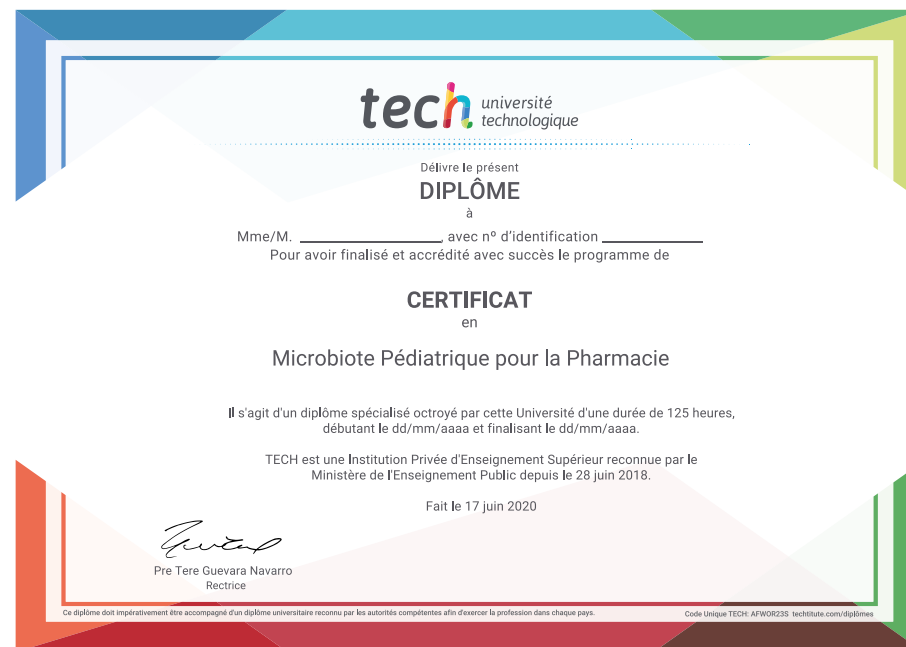 tech université
technologique
Délivre le présent
DIPLÔME
à
Mme/M. ____________________, avec nº d'identification ______________
Pour avoir finalisé et accrédité avec succès le programme de
CERTIFICAT
en
Microbiote Pédiatrique pour la Pharmacie
Il s'agit d'un diplôme spécialisé octroyé par cette Université d'une durée de 125 heures,
débutant le dd/mm/aaaa et finalisant le dd/mm/aaaa.
TECH est une Institution Privée d'Enseignement Supérieur reconnue par le
Ministère de l'Enseignement Public depuis le 28 juin 2018.
Fait le 17 juin 2020
Pre Tere Guevara Navarro
Rectrice
Ce diplôme doit impérativement être accompagné d'un diplôme universitaire reconnu par les autorités compétentes afin d'exercer la profession dans chaque pays.
Code Unique TECH: AFWOR23S techtitute.com/diplômes